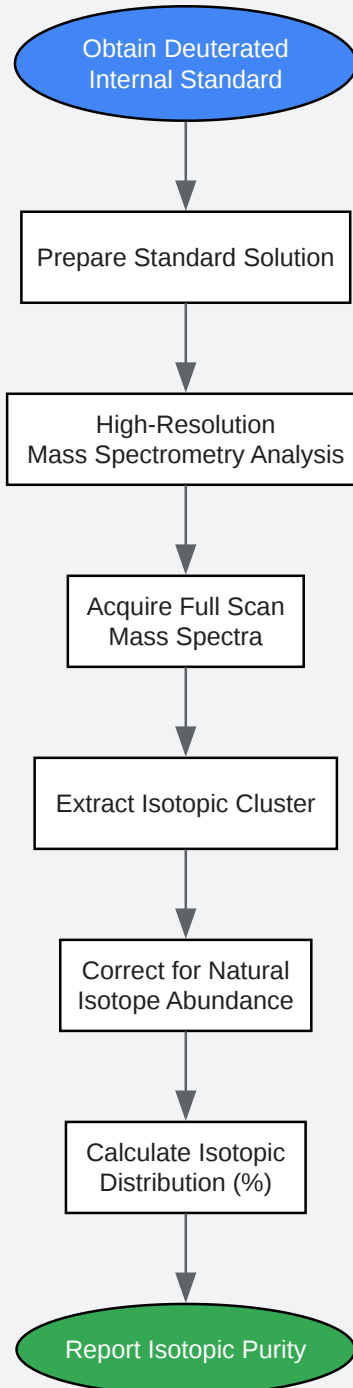 Obtain Deuterated
Internal Standard
Prepare Standard Solution
High-Resolution
Mass Spectrometry Analysis
Acquire Full Scan
Mass Spectra
Extract Isotopic Cluster
Correct for Natural
Isotope Abundance
Calculate Isotopic
Distribution (%)
Report Isotopic Purity